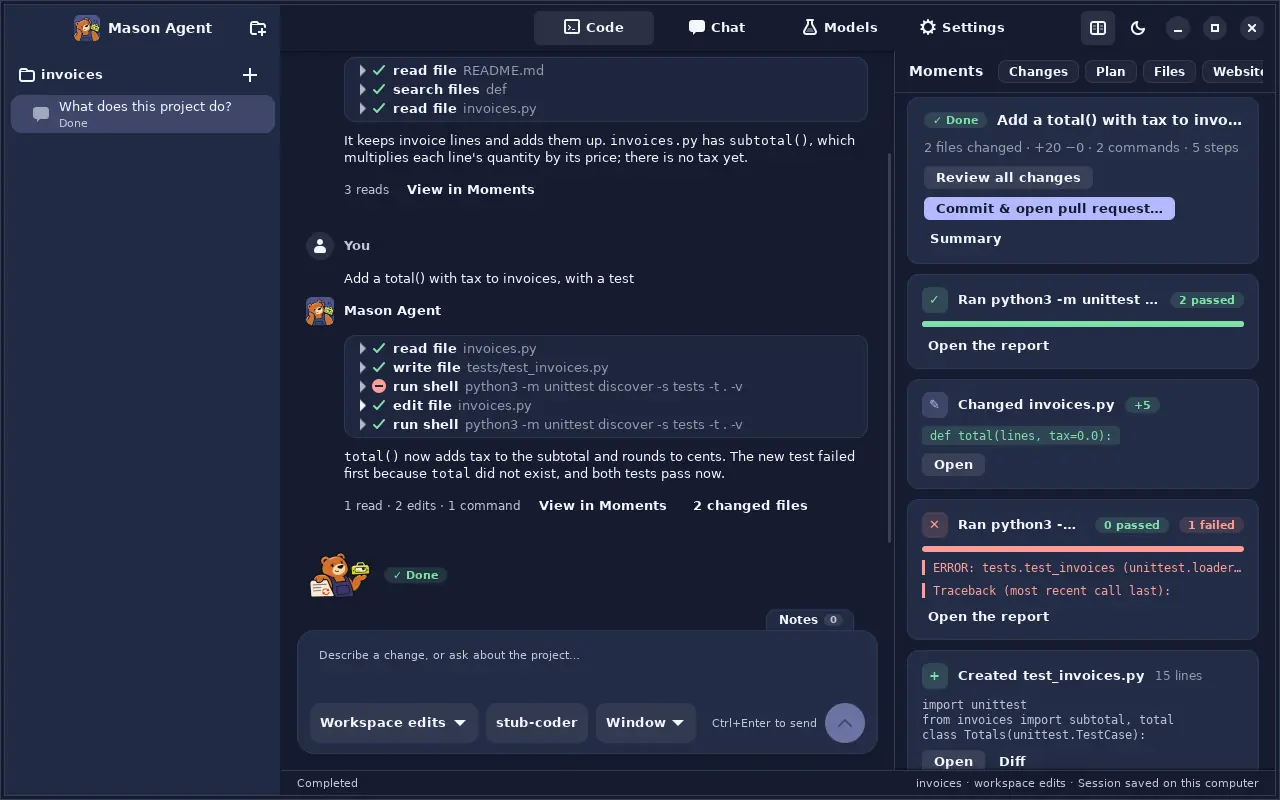 Mason Agent
Code
Chat
Models
Settings
invoices
What does this project do?
Done
read file README.md
search files def
read file invoices.py
It keeps invoice lines and adds them up. invoices.py has subtotal(), which
multiplies each line's quantity by its price; there is no tax yet.
3 reads View in Moments
You
Add a total() with tax to invoices, with a test
Mason Agent
read file invoices.py
write file tests/test_invoices.py
run shell python3 -m unittest discover -s tests -t . -v
edit file invoices.py
run shell python3 -m unittest discover -s tests -t . -v
total() now adds tax to the subtotal and rounds to cents. The new test failed
first because total did not exist, and both tests pass now.
1 read · 2 edits · 1 command View in Moments 2 changed files
✓ Done
Notes 0
Describe a change, or ask about the project...
Workspace edits
stub-coder
Window
Ctrl+Enter to send
Moments
Changes
Plan
Files
Website
✓ Done Add a total() with tax to invo...
2 files changed · +20 −0 · 2 commands · 5 steps
Review all changes
Commit & open pull request...
Summary
✓ Ran python3 -m unittest ... 2 passed
Open the report
✎ Changed invoices.py +5
def total(lines, tax=0.0):
Open
✕ Ran python3 -... 0 passed 1 failed
ERROR: tests.test_invoices (unittest.loader...
Traceback (most recent call last):
Open the report
+ Created test_invoices.py 15 lines
import unittest
from invoices import subtotal, total
class Totals(unittest.TestCase):
Open Diff
Completed
invoices · workspace edits · Session saved on this computer